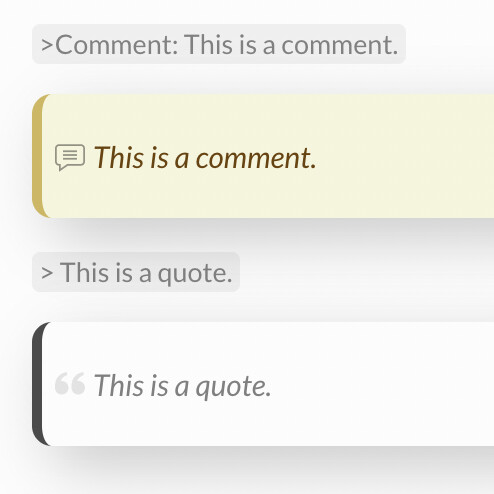 >Comment: This is a comment.
This is a comment.
> This is a quote.
This is a quote.